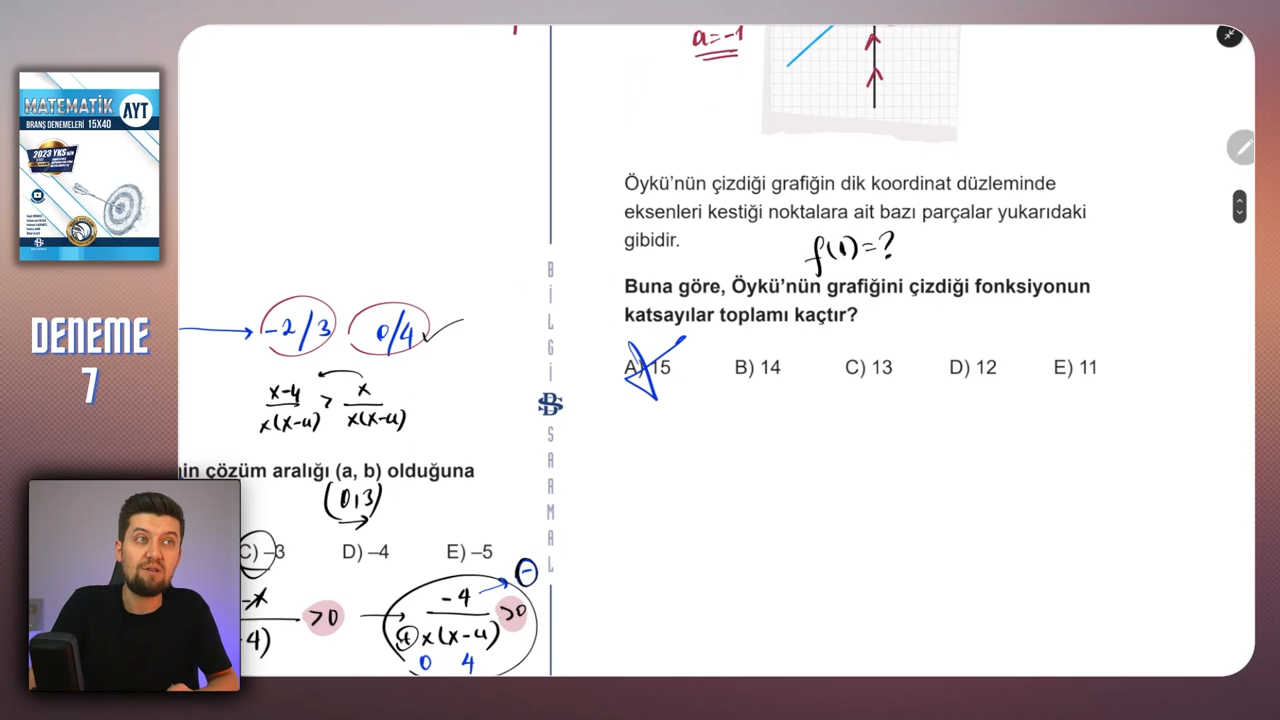 MATEMATİK AYT
BRANŞ DENEMELERİ 15X40
2023 YKS'NİN
DENEME
7
-2/3 0/4
x-4 / x(x-4) > x / x(x-4)
nin çözüm aralığı (a, b) olduğuna
(0,3)
C) –3 D) –4 E) –5
-x / 4) >0 → -4 / x(x-4) >0 –
+
0 4
BİLGİ
SARMAL
a=-1
Öykü'nün çizdiği grafiğin dik koordinat düzleminde
eksenleri kestiği noktalara ait bazı parçalar yukarıdaki
gibidir.
f(1)=?
Buna göre, Öykü'nün grafiğini çizdiği fonksiyonun
katsayılar toplamı kaçtır?
A) 15 B) 14 C) 13 D) 12 E) 11